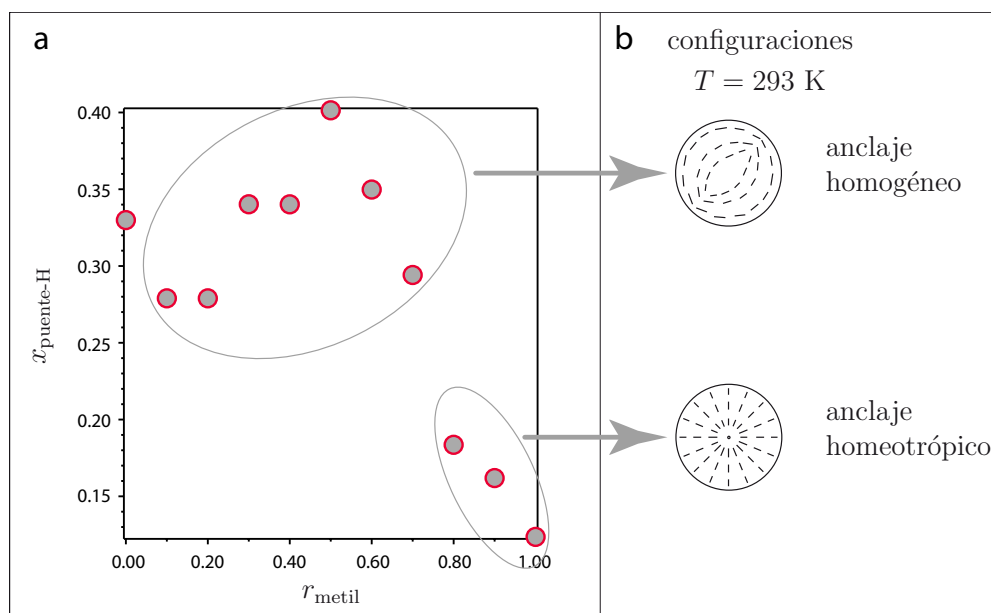 a
0.40
0.35
0.30
0.25
0.20
0.15
x_puente-H
0.00 0.20 0.40 0.60 0.80 1.00
r_metil
b configuraciones
T = 293 K
anclaje
homogéneo
anclaje
homeotrópico